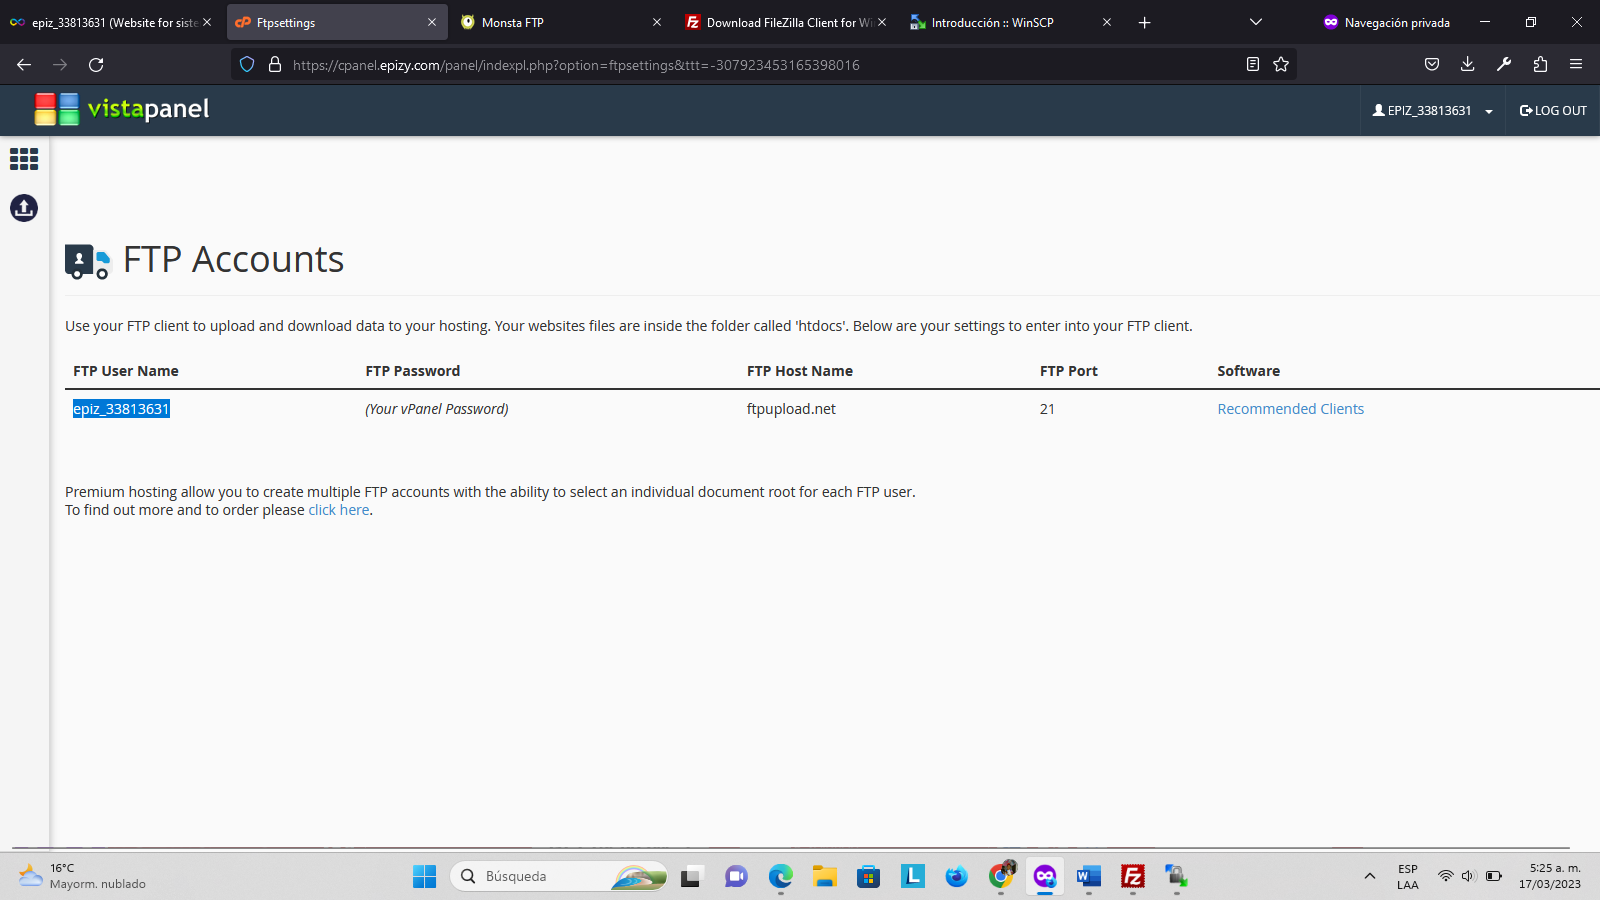 epiz_33813631 (Website for siste
Ftpsettings
Monsta FTP
Download FileZilla Client for Wi
Introducción :: WinSCP
Navegación privada
https://cpanel.epizy.com/panel/indexpl.php?option=ftpsettings&ttt=-307923453165398016
vistapanel
EPIZ_33813631
LOG OUT
FTP Accounts
Use your FTP client to upload and download data to your hosting. Your websites files are inside the folder called 'htdocs'. Below are your settings to enter into your FTP client.
FTP User Name FTP Password FTP Host Name FTP Port Software
epiz_33813631 (Your vPanel Password) ftpupload.net 21 Recommended Clients
Premium hosting allow you to create multiple FTP accounts with the ability to select an individual document root for each FTP user.
To find out more and to order please click here.
16°C
Mayorm. nublado
Búsqueda
ESP
LAA
5:25 a. m.
17/03/2023